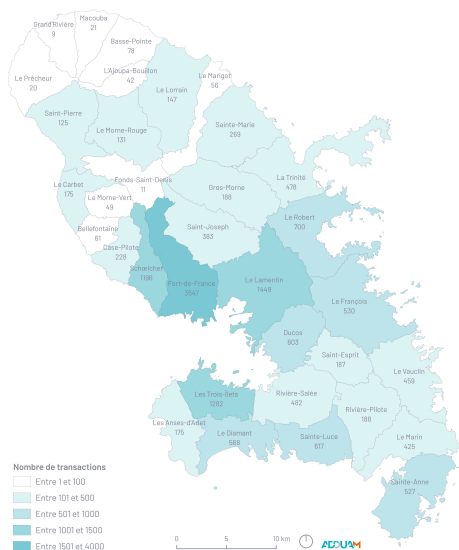 Macouba
21
Grand'Rivière
9
Basse-Pointe
78
L'Ajoupa-Bouillon
42
Le Prêcheur
20
Le Lorrain
147
Le Marigot
56
Saint-Pierre
125
Le Morne-Rouge
131
Sainte-Marie
289
Le Carbet
175
Fonds-Saint-Denis
11
Le Morne-Vert
49
Gros-Morne
188
La Trinité
478
Bellefontaine
61
Case-Pilote
228
Saint-Joseph
383
Le Robert
700
Schœlcher
1186
Fort-de-France
3547
Le Lamentin
1448
Le François
530
Ducos
803
Saint-Esprit
187
Le Vauclin
459
Les Trois-Îlets
1282
Rivière-Salée
482
Rivière-Pilote
188
Les Anses-d'Arlet
175
Le Diamant
568
Sainte-Luce
617
Le Marin
425
Sainte-Anne
527
Nombre de transactions
Entre 1 et 100
Entre 101 et 500
Entre 501 et 1000
Entre 1001 et 1500
Entre 1501 et 4000
0 5 10 km
ADDUAM